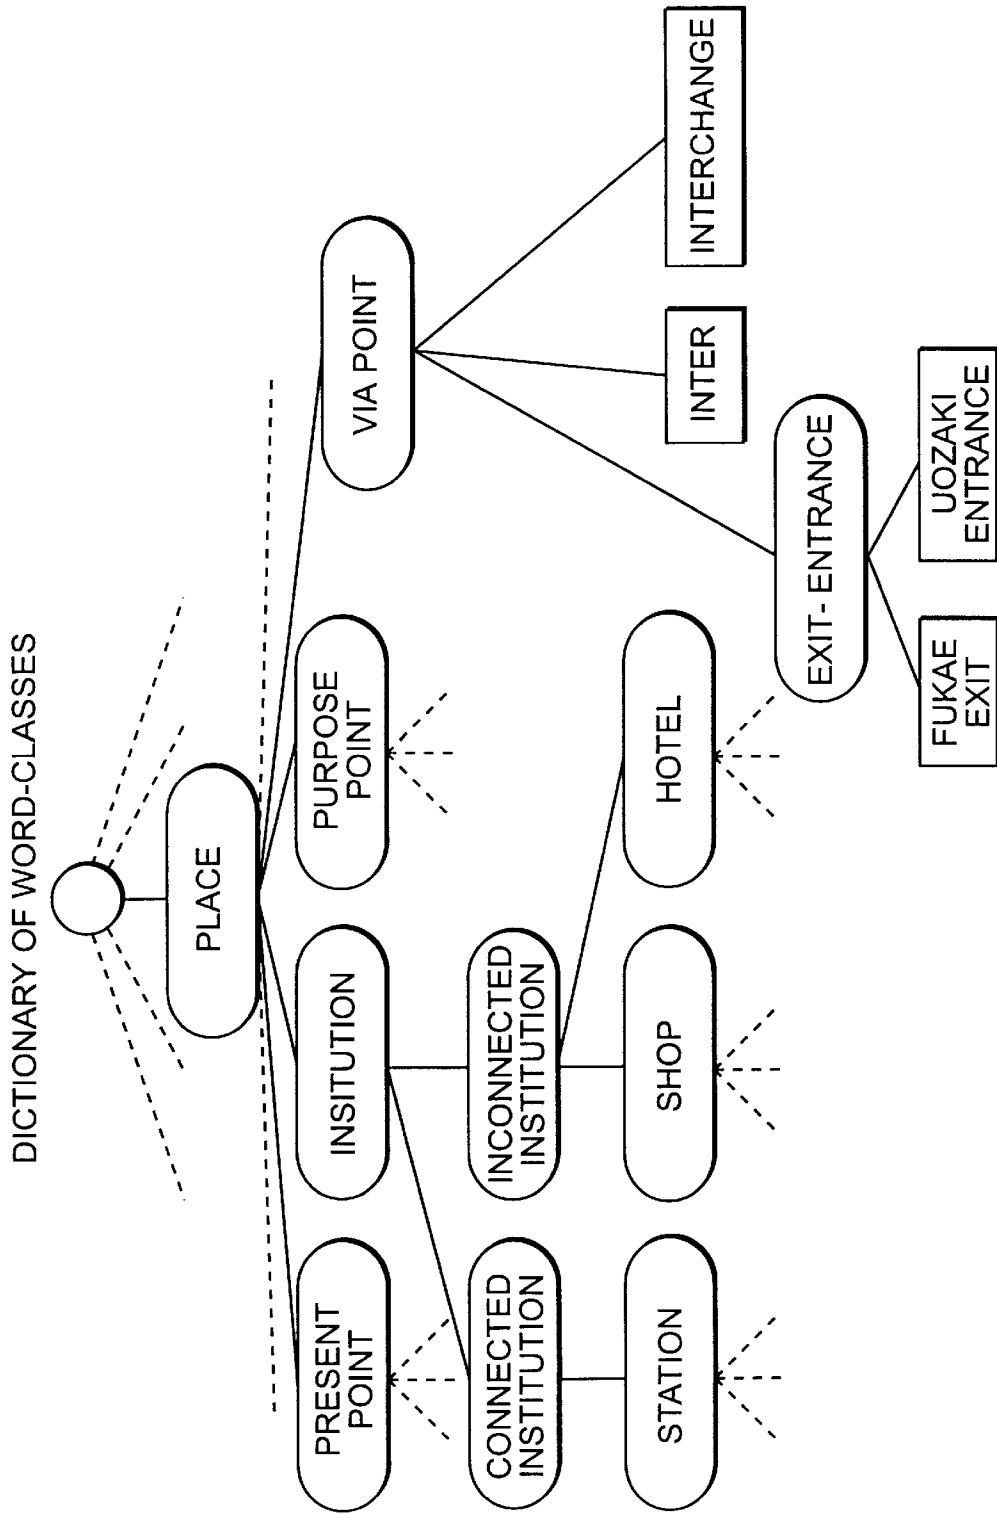 DICTIONARY OF WORD-CLASSES
PLACE
PRESENT
POINT
INSITUTION
PURPOSE
POINT
VIA POINT
CONNECTED
INSTITUTION
INCONNECTED
INSTITUTION
STATION
SHOP
HOTEL
INTER
INTERCHANGE
EXIT- ENTRANCE
FUKAE
EXIT
UOZAKI
ENTRANCE